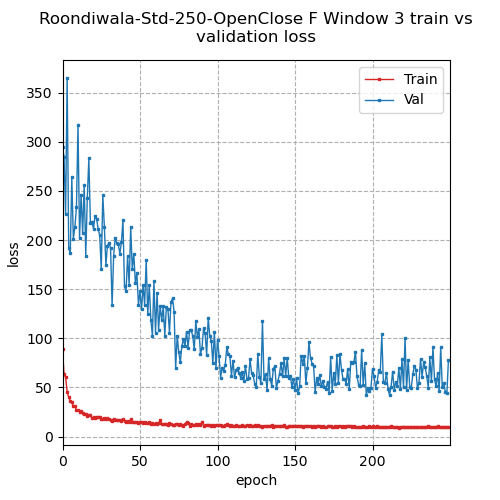 Roondiwala-Std-250-OpenClose F Window 3 train vs
validation loss
Train
Val
350
300
250
200
150
100
50
0
loss
0 50 100 150 200
epoch